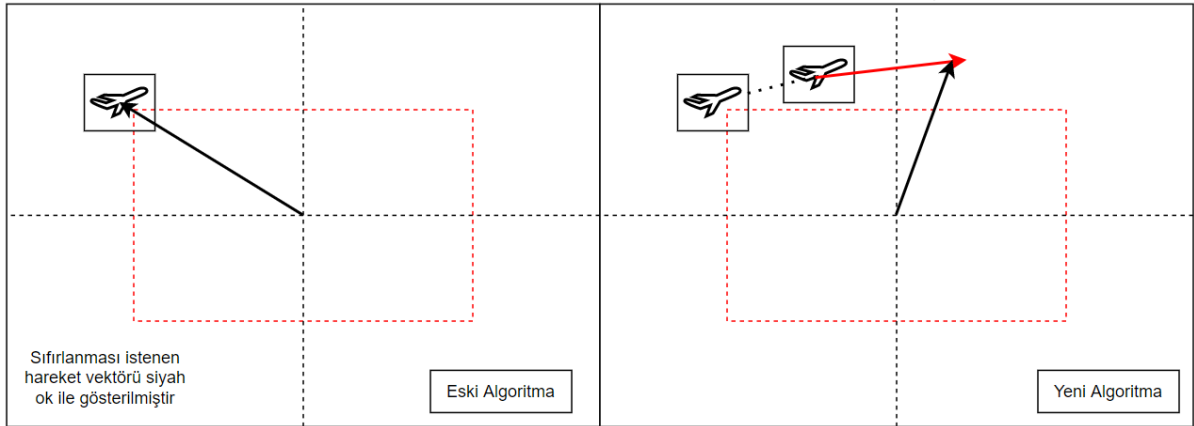 Sıfırlanması istenen
hareket vektörü siyah
ok ile gösterilmiştir
Eski Algoritma
Yeni Algoritma